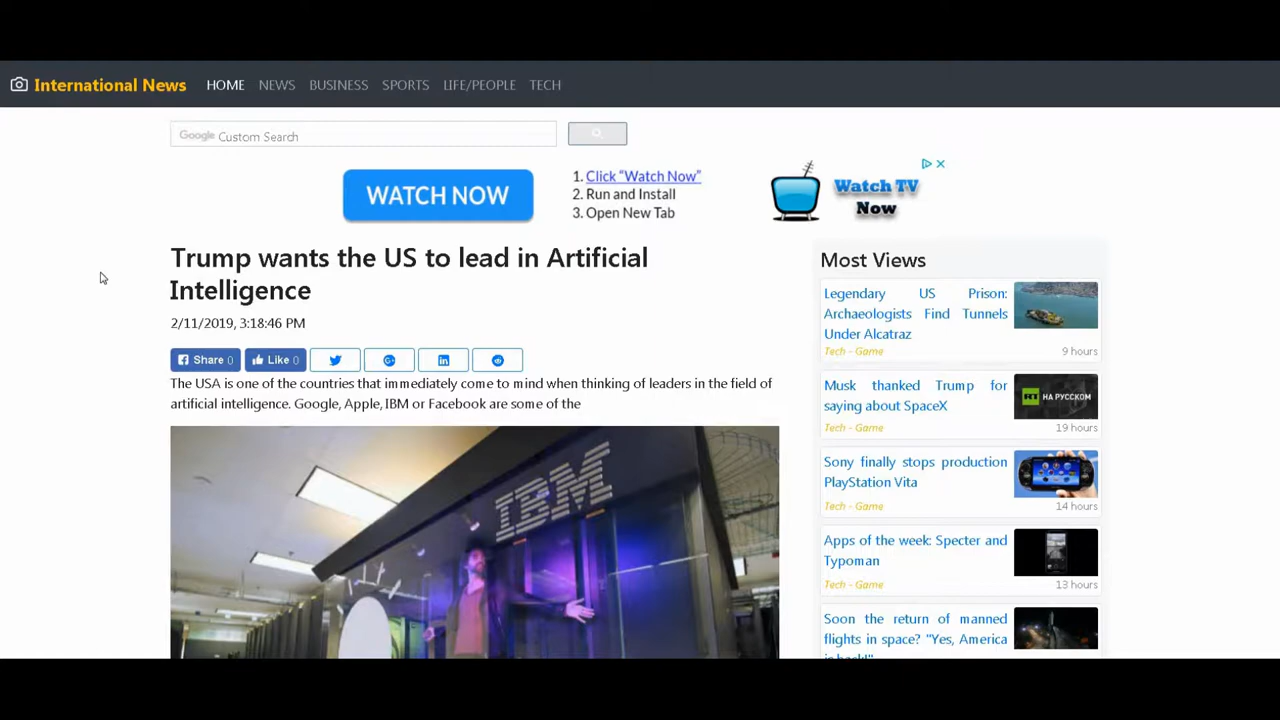 International News HOME NEWS BUSINESS SPORTS LIFE/PEOPLE TECH
Google Custom Search
WATCH NOW
1. Click “Watch Now”
2. Run and Install
3. Open New Tab
Watch TV
Now
Trump wants the US to lead in Artificial
Intelligence
2/11/2019, 3:18:46 PM
Share 0 Like 0
The USA is one of the countries that immediately come to mind when thinking of leaders in the field of
artificial intelligence. Google, Apple, IBM or Facebook are some of the
IBM
Most Views
Legendary US Prison:
Archaeologists Find Tunnels
Under Alcatraz
Tech - Game 9 hours
Musk thanked Trump for
saying about SpaceX
RT НА РУССКОМ
Tech - Game 19 hours
Sony finally stops production
PlayStation Vita
Tech - Game 14 hours
Apps of the week: Specter and
Typoman
Tech - Game 13 hours
Soon the return of manned
flights in space? "Yes, America
is back!"